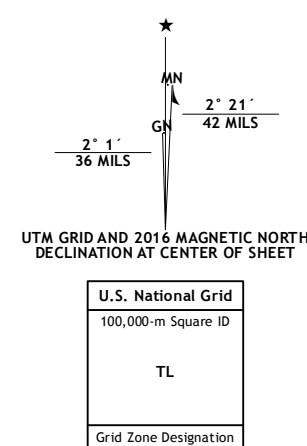 ★
MN
GN
2° 21´
42 MILS
2° 1´
36 MILS
UTM GRID AND 2016 MAGNETIC NORTH
DECLINATION AT CENTER OF SHEET
U.S. National Grid
100,000-m Square ID
TL
Grid Zone Designation